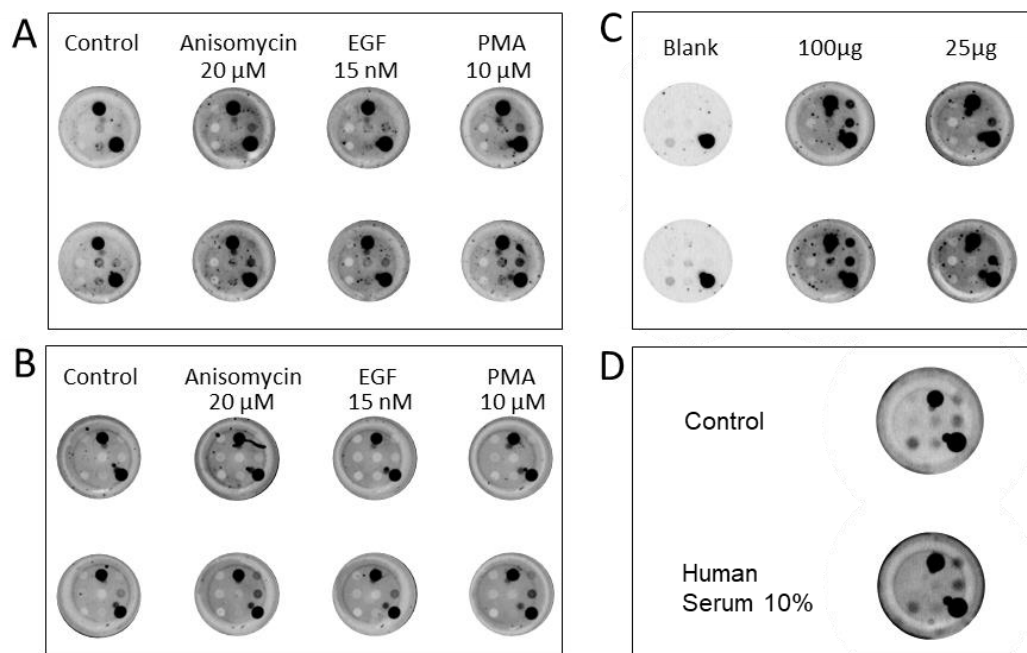 A
Control Anisomycin EGF PMA
20 µM 15 nM 10 µM
B
Control Anisomycin EGF PMA
20 µM 15 nM 10 µM
C
Blank 100µg 25µg
D
Control
Human
Serum 10%